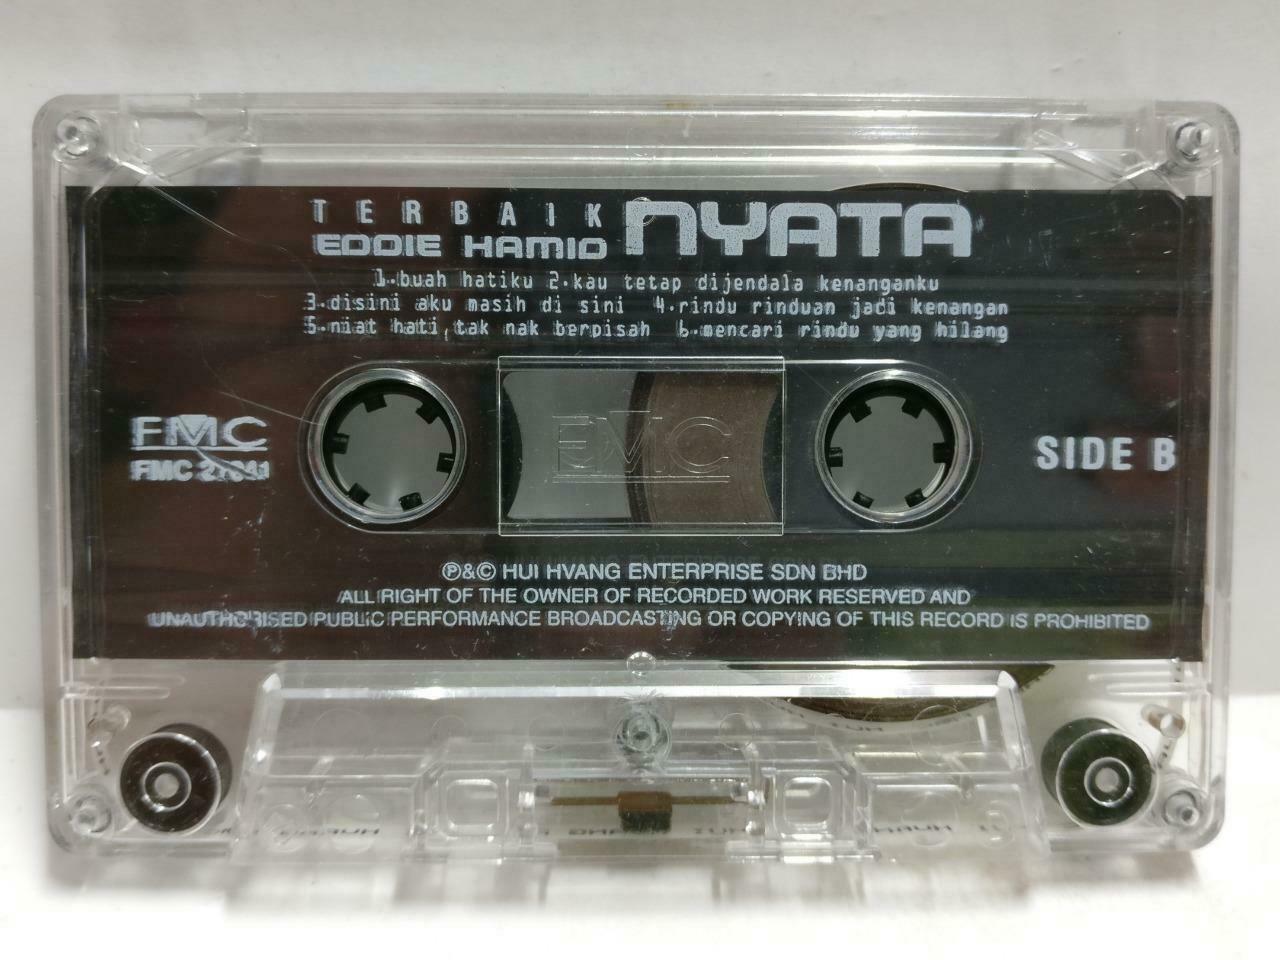 TERBAIK NYATA
EDDIE HAMID
1.buah hatiku 2.kau tetap dijendala kenanganku
3.disini aku masih di sini 4.rindu rinduan jadi kenangan
5.niat hati,tak nak berpisah 6.mencari rindu yang hilang
FMC
FMC
FMC
SIDE B
℗&© HUI HVANG ENTERPRISE SDN BHD
ALL RIGHT OF THE OWNER OF RECORDED WORK RESERVED AND
UNAUTHORISED PUBLIC PERFORMANCE BROADCASTING OR COPYING OF THIS RECORD IS PROHIBITED